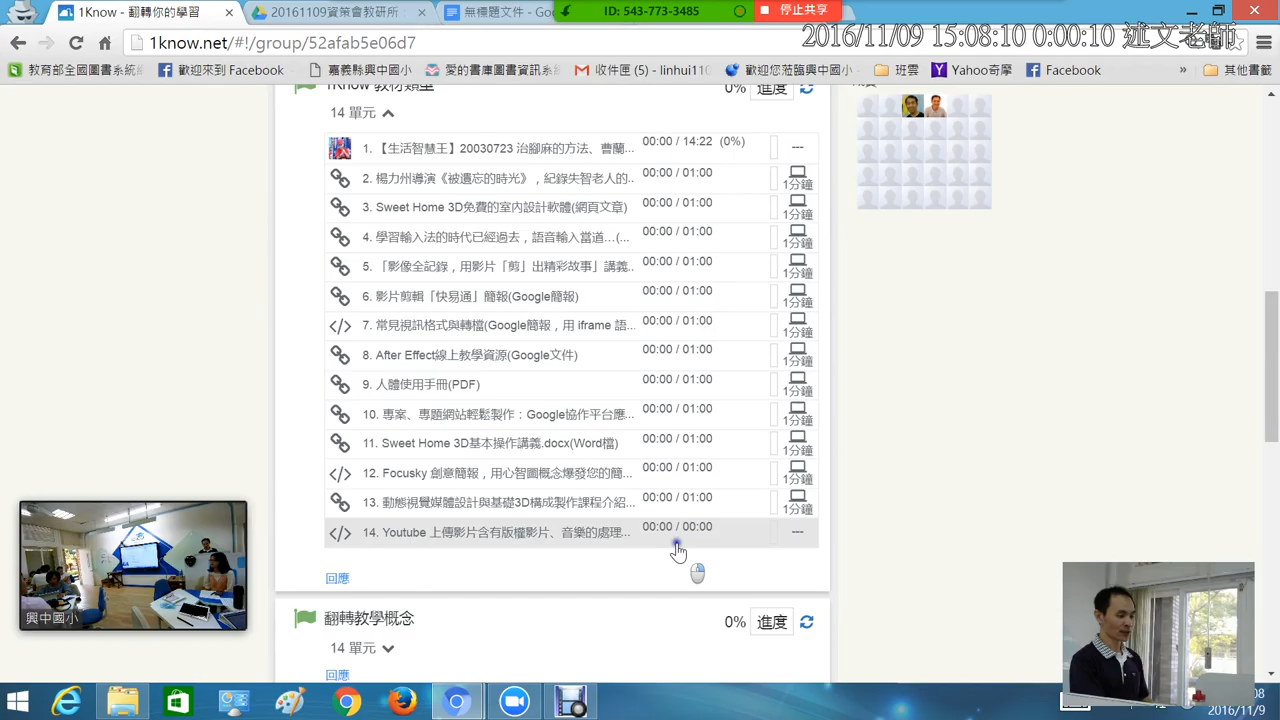 1Know - 翻轉你的學習
20161109資策會教研所
無標題文件 - Go
ID: 543-773-3485
停止共享
1know.net/#!/group/52afab5e06d7
2016/11/09 15:08:10 0:00:10 述文老師
教育部全國圖書系統
歡迎來到 Facebook
嘉義縣興中國小
愛的書庫圖書資訊系
收件匣 (5) - linhui110
歡迎您蒞臨興中國小
班雲
Yahoo奇摩
Facebook
»
其他書籤
1Know 教材類型
0% 進度
14 單元
1. 【生活智慧王】20030723 治腳麻的方法、曹蘭... 00:00 / 14:22 (0%) ---
2. 楊力州導演《被遺忘的時光》，紀錄失智老人的.. 00:00 / 01:00 1分鐘
3. Sweet Home 3D免費的室內設計軟體(網頁文章) 00:00 / 01:00 1分鐘
4. 學習輸入法的時代已經過去，語音輸入當道…(... 00:00 / 01:00 1分鐘
5. 「影像全記錄，用影片「剪」出精彩故事」講義.. 00:00 / 01:00 1分鐘
6. 影片剪輯「快易通」簡報(Google簡報) 00:00 / 01:00 1分鐘
7. 常見視訊格式與轉檔(Google簡報，用 iframe 語... 00:00 / 01:00 1分鐘
8. After Effect線上教學資源(Google文件) 00:00 / 01:00 1分鐘
9. 人體使用手冊(PDF) 00:00 / 01:00 1分鐘
10. 專案、專題網站輕鬆製作：Google協作平台應... 00:00 / 01:00 1分鐘
11. Sweet Home 3D基本操作講義.docx(Word檔) 00:00 / 01:00 1分鐘
12. Focusky 創意簡報，用心智圖概念爆發您的簡... 00:00 / 01:00 1分鐘
13. 動態視覺媒體設計與基礎3D構成製作課程介紹... 00:00 / 01:00 1分鐘
14. Youtube 上傳影片含有版權影片、音樂的處理... 00:00 / 00:00 ---
回應
翻轉教學概念
0% 進度
14 單元
回應
興中國小
2016/11/9